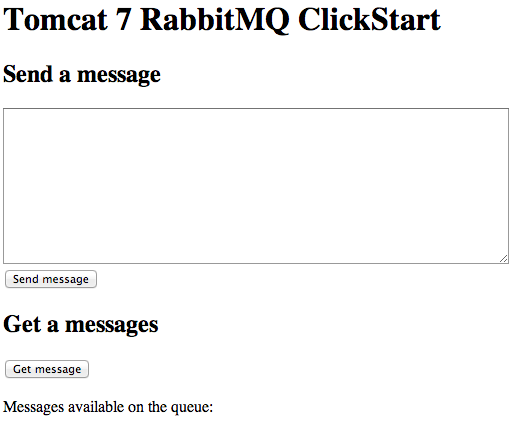 Tomcat 7 RabbitMQ ClickStart
Send a message
Send message
Get a messages
Get message
Messages available on the queue: